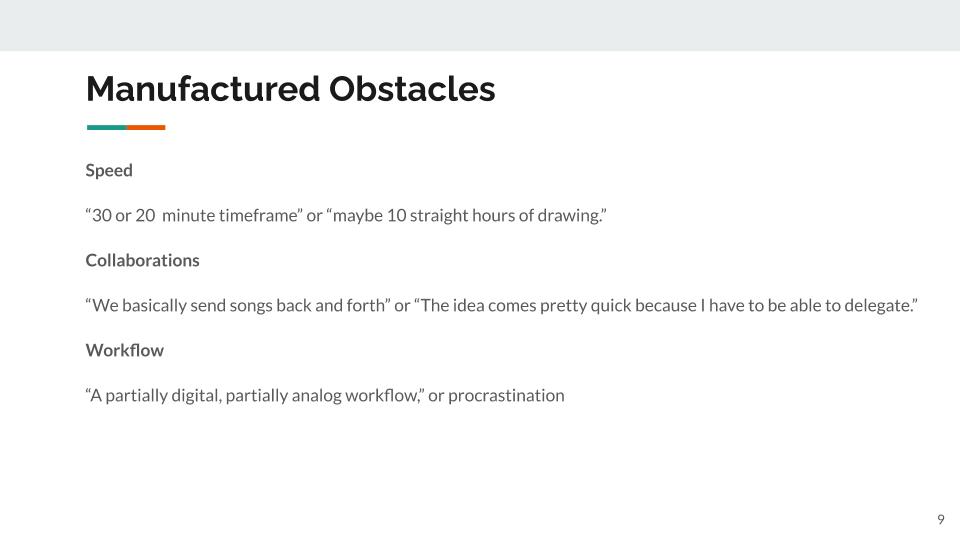 Manufactured Obstacles
Speed
“30 or 20  minute timeframe” or “maybe 10 straight hours of drawing.”
Collaborations
“We basically send songs back and forth” or “The idea comes pretty quick because I have to be able to delegate.”
Workflow
“A partially digital, partially analog workflow,” or procrastination
9